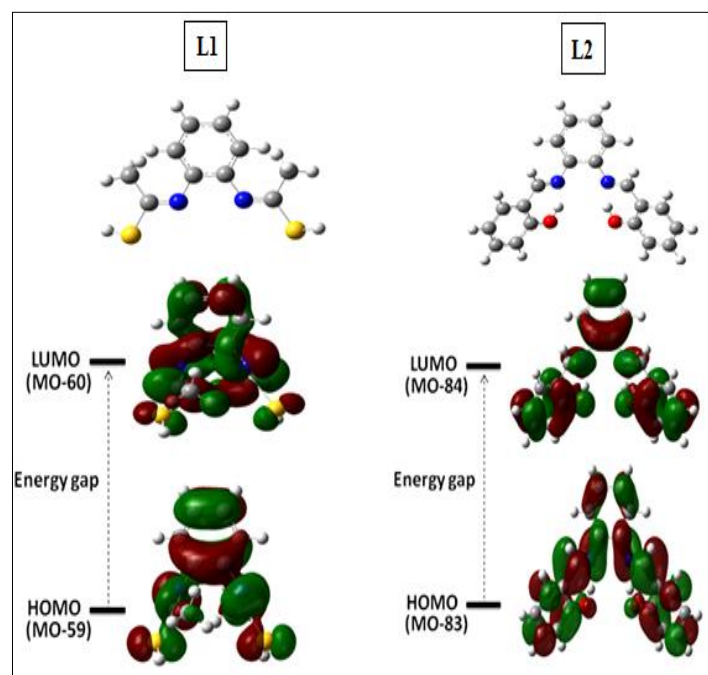 L1
L2
LUMO
(MO-60)
LUMO
(MO-84)
Energy gap
Energy gap
HOMO
(MO-59)
HOMO
(MO-83)